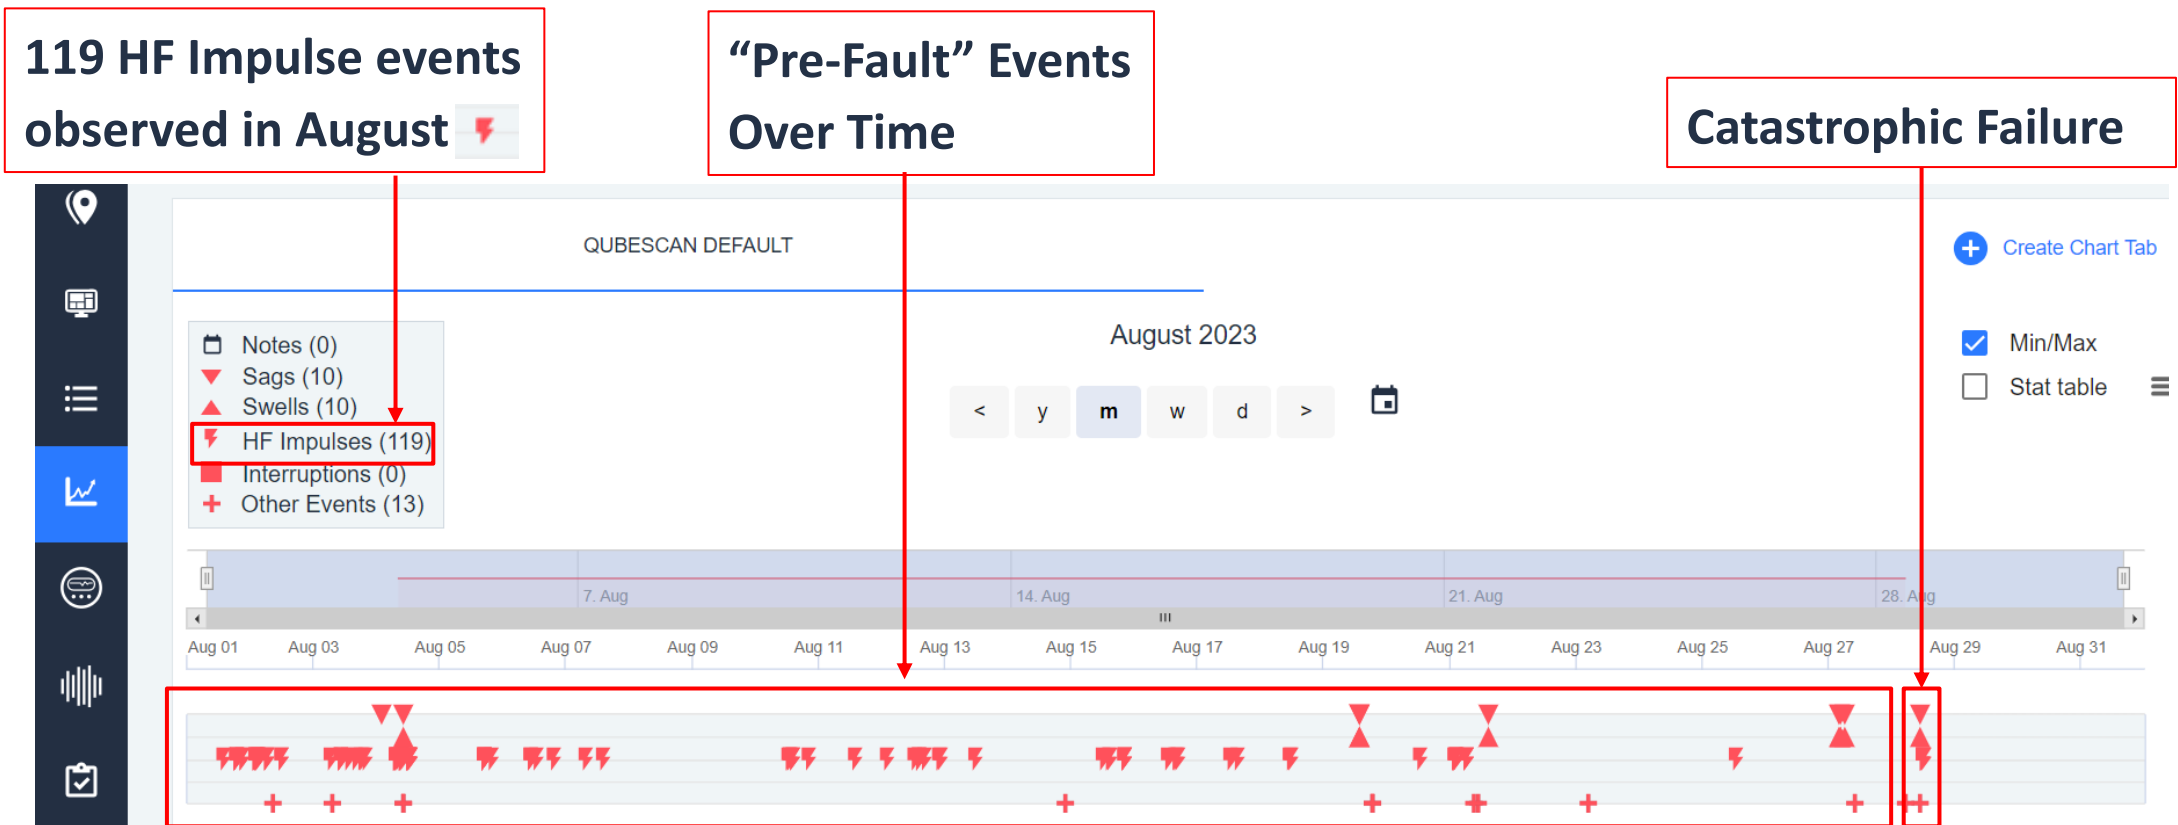 119 HF Impulse events
observed in August
“Pre-Fault” Events
Over Time
Catastrophic Failure
QUBESCAN DEFAULT
Create Chart Tab
Notes (0)
Sags (10)
Swells (10)
HF Impulses (119)
Interruptions (0)
Other Events (13)
August 2023
< y m w d >
Min/Max
Stat table
7. Aug 14. Aug 21. Aug 28. Aug
Aug 01 Aug 03 Aug 05 Aug 07 Aug 09 Aug 11 Aug 13 Aug 15 Aug 17 Aug 19 Aug 21 Aug 23 Aug 25 Aug 27 Aug 29 Aug 31